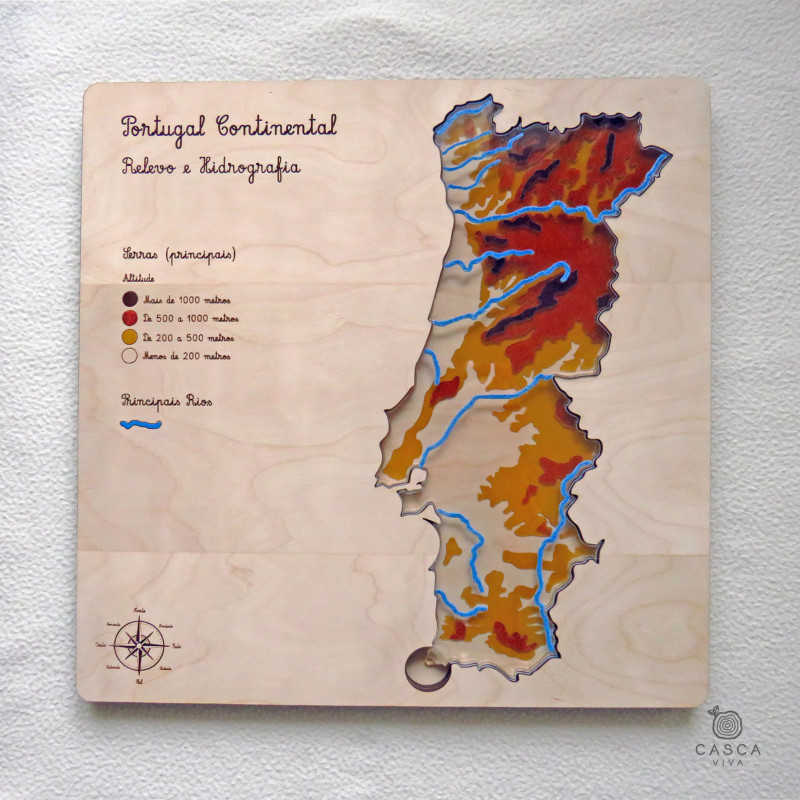 Portugal Continental
Relevo e Hidrografia
Serras (principais)
Altitude
Mais de 1000 metros
De 500 a 1000 metros
De 200 a 500 metros
Menos de 200 metros
Principais Rios
Norte
Sul
CASCA
VIVA